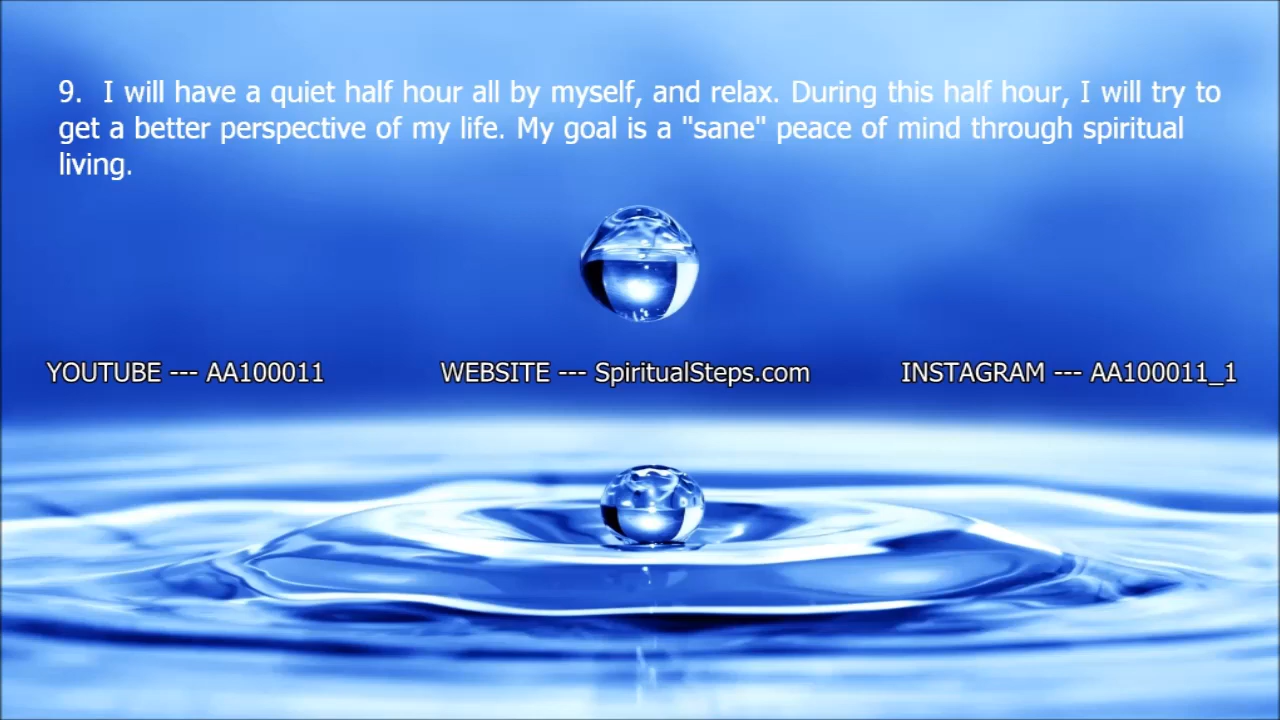 9.  I will have a quiet half hour all by myself, and relax. During this half hour, I will try to
get a better perspective of my life. My goal is a "sane" peace of mind through spiritual
living.
YOUTUBE --- AA100011
WEBSITE --- SpiritualSteps.com
INSTAGRAM --- AA100011_1